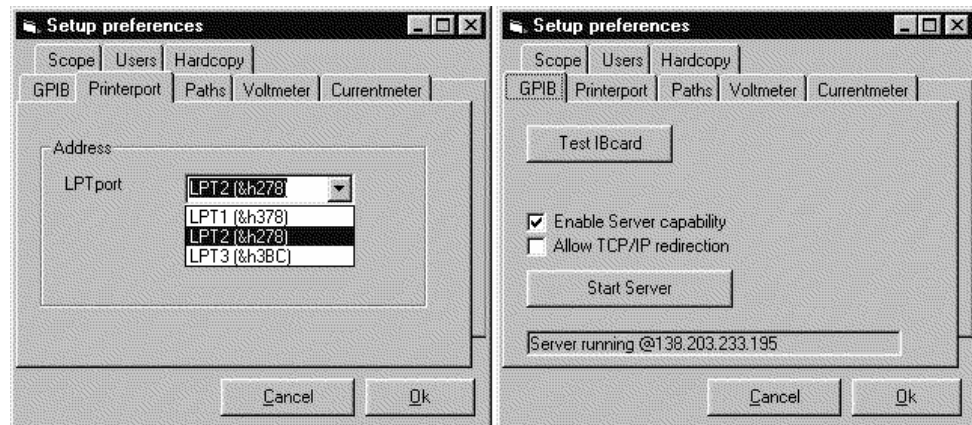 Setup preferences
Scope Users Hardcopy
GPIB Printerport Paths Voltmeter Currentmeter
Address
LPTport LPT2 (&h278)
LPT1 (&h378)
LPT2 (&h278)
LPT3 (&h3BC)
Cancel Ok
Setup preferences
Scope Users Hardcopy
GPIB Printerport Paths Voltmeter Currentmeter
Test IBcard
Enable Server capability
Allow TCP/IP redirection
Start Server
Server running @138.203.233.195
Cancel Ok